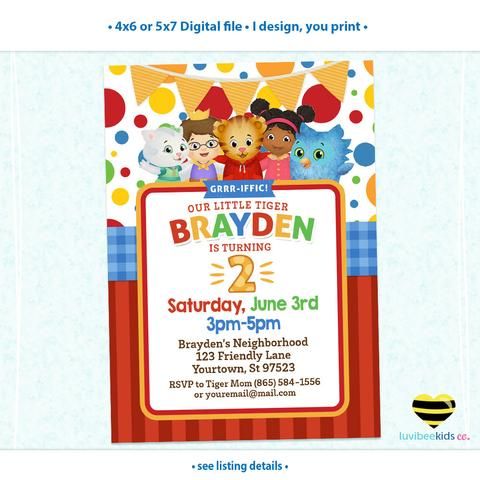 • 4x6 or 5x7 Digital file • I design, you print •
GRRR-IFFIC!
OUR LITTLE TIGER
BRAYDEN
IS TURNING
2
Saturday, June 3rd
3pm-5pm
Brayden's Neighborhood
123 Friendly Lane
Yourtown, St 97523
RSVP to Tiger Mom (865) 584-1556
or youremail@mail.com
luvibeekids co.
• see listing details •